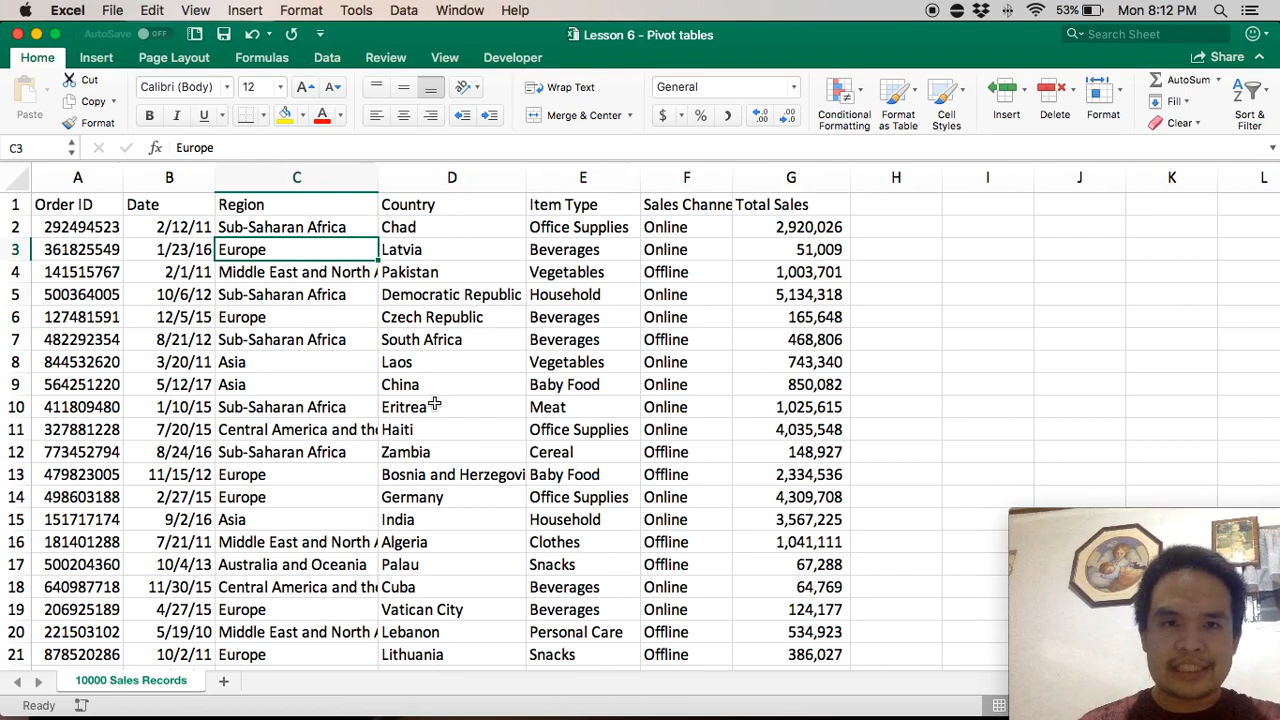 Excel File Edit View Insert Format Tools Data Window Help 53% Mon 8:12 PM
AutoSave OFF Lesson 6 - Pivot tables Search Sheet
Home Insert Page Layout Formulas Data Review View Developer Share
Paste Cut Copy Format Calibri (Body) 12 Wrap Text Merge & Center General Conditional Formatting Format as Table Cell Styles Insert Delete Format AutoSum Fill Clear Sort & Filter
C3 fx Europe
A B C D E F G H I J K L
1 Order ID Date Region Country Item Type Sales Channe Total Sales
2 292494523 2/12/11 Sub-Saharan Africa Chad Office Supplies Online 2,920,026
3 361825549 1/23/16 Europe Latvia Beverages Online 51,009
4 141515767 2/1/11 Middle East and North A Pakistan Vegetables Offline 1,003,701
5 500364005 10/6/12 Sub-Saharan Africa Democratic Republic Household Online 5,134,318
6 127481591 12/5/15 Europe Czech Republic Beverages Online 165,648
7 482292354 8/21/12 Sub-Saharan Africa South Africa Beverages Offline 468,806
8 844532620 3/20/11 Asia Laos Vegetables Online 743,340
9 564251220 5/12/17 Asia China Baby Food Online 850,082
10 411809480 1/10/15 Sub-Saharan Africa Eritrea Meat Online 1,025,615
11 327881228 7/20/15 Central America and the Haiti Office Supplies Online 4,035,548
12 773452794 8/24/16 Sub-Saharan Africa Zambia Cereal Offline 148,927
13 479823005 11/15/12 Europe Bosnia and Herzegovi Baby Food Offline 2,334,536
14 498603188 2/27/15 Europe Germany Office Supplies Online 4,309,708
15 151717174 9/2/16 Asia India Household Online 3,567,225
16 181401288 7/21/11 Middle East and North A Algeria Clothes Offline 1,041,111
17 500204360 10/4/13 Australia and Oceania Palau Snacks Offline 67,288
18 640987718 11/30/15 Central America and the Cuba Beverages Online 64,769
19 206925189 4/27/15 Europe Vatican City Beverages Online 124,177
20 221503102 5/19/10 Middle East and North A Lebanon Personal Care Offline 534,923
21 878520286 10/2/11 Europe Lithuania Snacks Offline 386,027
10000 Sales Records
Ready